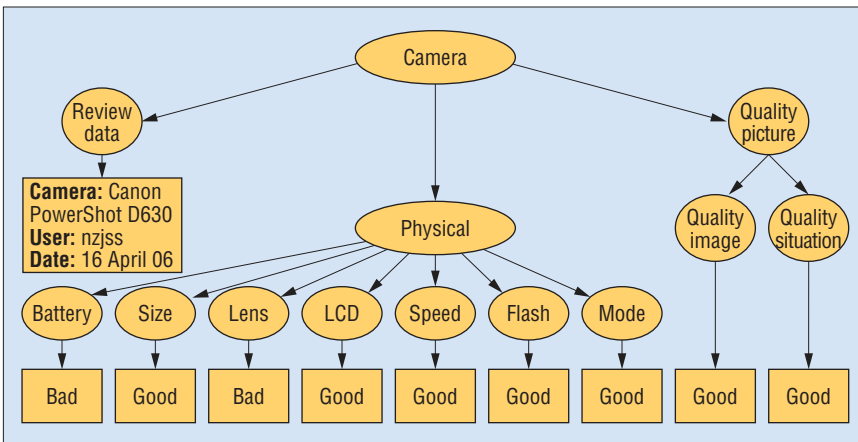 Camera
Review
data
Quality
picture
Camera: Canon
PowerShot D630
User: nzjss
Date: 16 April 06
Physical
Quality
image
Quality
situation
Battery
Size
Lens
LCD
Speed
Flash
Mode
Bad
Good
Bad
Good
Good
Good
Good
Good
Good